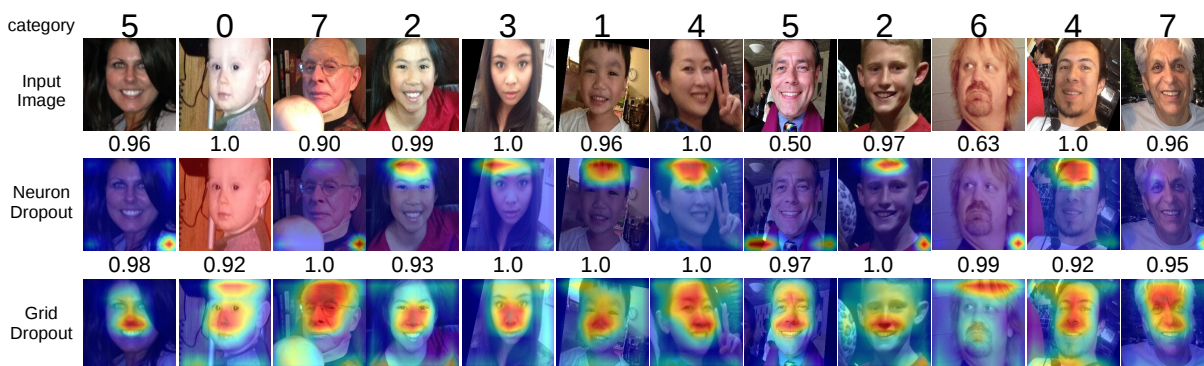 category 5 0 7 2 3 1 4 5 2 6 4 7
Input
Image
0.96 1.0 0.90 0.99 1.0 0.96 1.0 0.50 0.97 0.63 1.0 0.96
Neuron
Dropout
0.98 0.92 1.0 0.93 1.0 1.0 1.0 0.97 1.0 0.99 0.92 0.95
Grid
Dropout